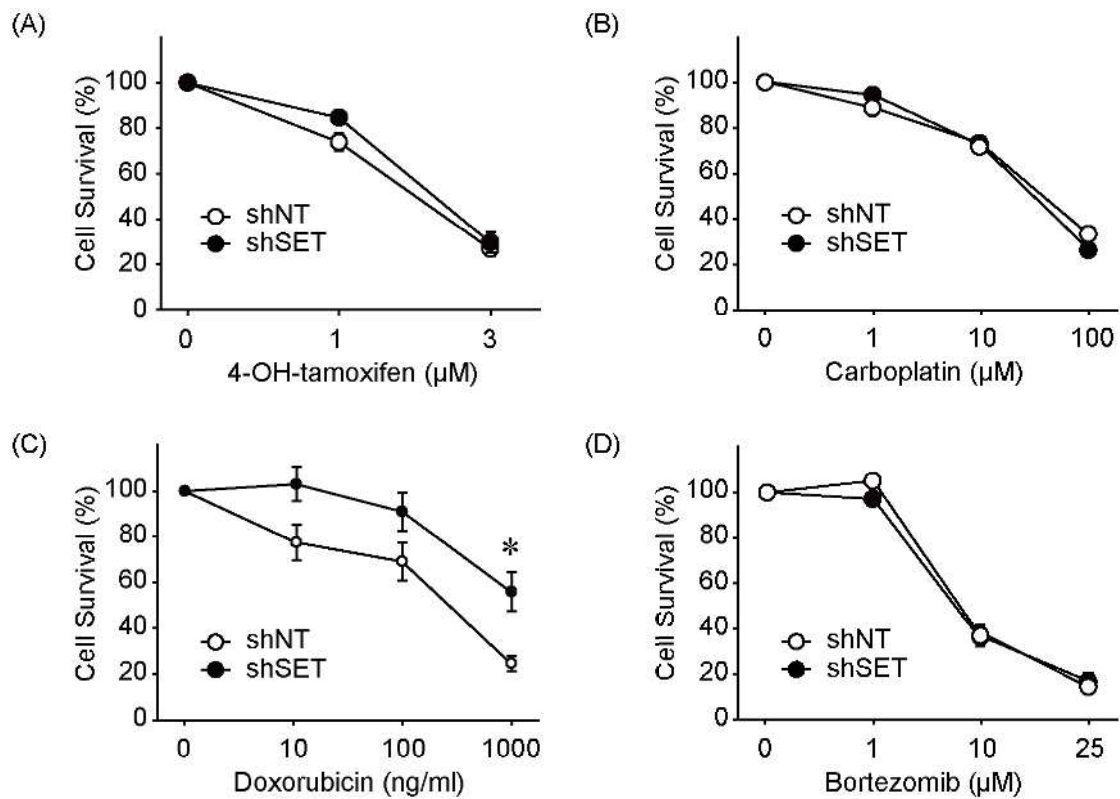 (A)
Cell Survival (%)
100
80
60
40
20
0
shNT
shSET
0 1 3
4-OH-tamoxifen (µM)
(B)
Cell Survival (%)
100
80
60
40
20
0
shNT
shSET
0 1 10 100
Carboplatin (µM)
(C)
Cell Survival (%)
100
80
60
40
20
0
*
shNT
shSET
0 10 100 1000
Doxorubicin (ng/ml)
(D)
Cell Survival (%)
100
80
60
40
20
0
shNT
shSET
0 1 10 25
Bortezomib (µM)